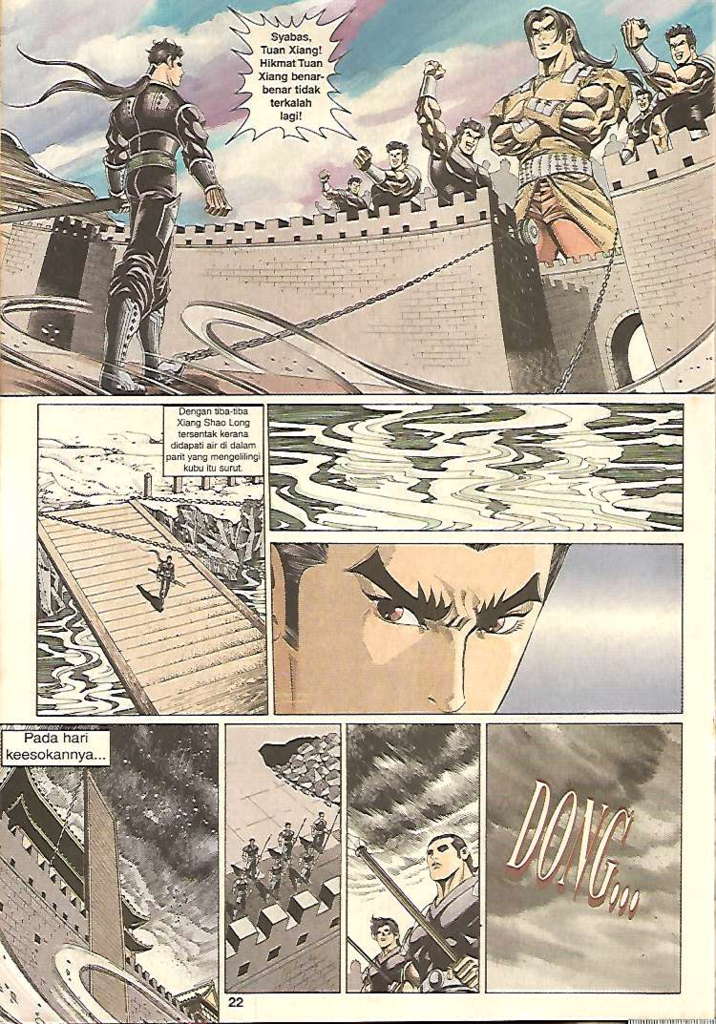 Syabas,
Tuan Xiang!
Hikmat Tuan
Xiang benar-
benar tidak
terkalah
lagi!
Dengan tiba-tiba
Xiang Shao Long
tersentak kerana
didapati air di dalam
parit yang mengelilingi
kubu itu surut.
Pada hari
keesokannya...
DONG...
22